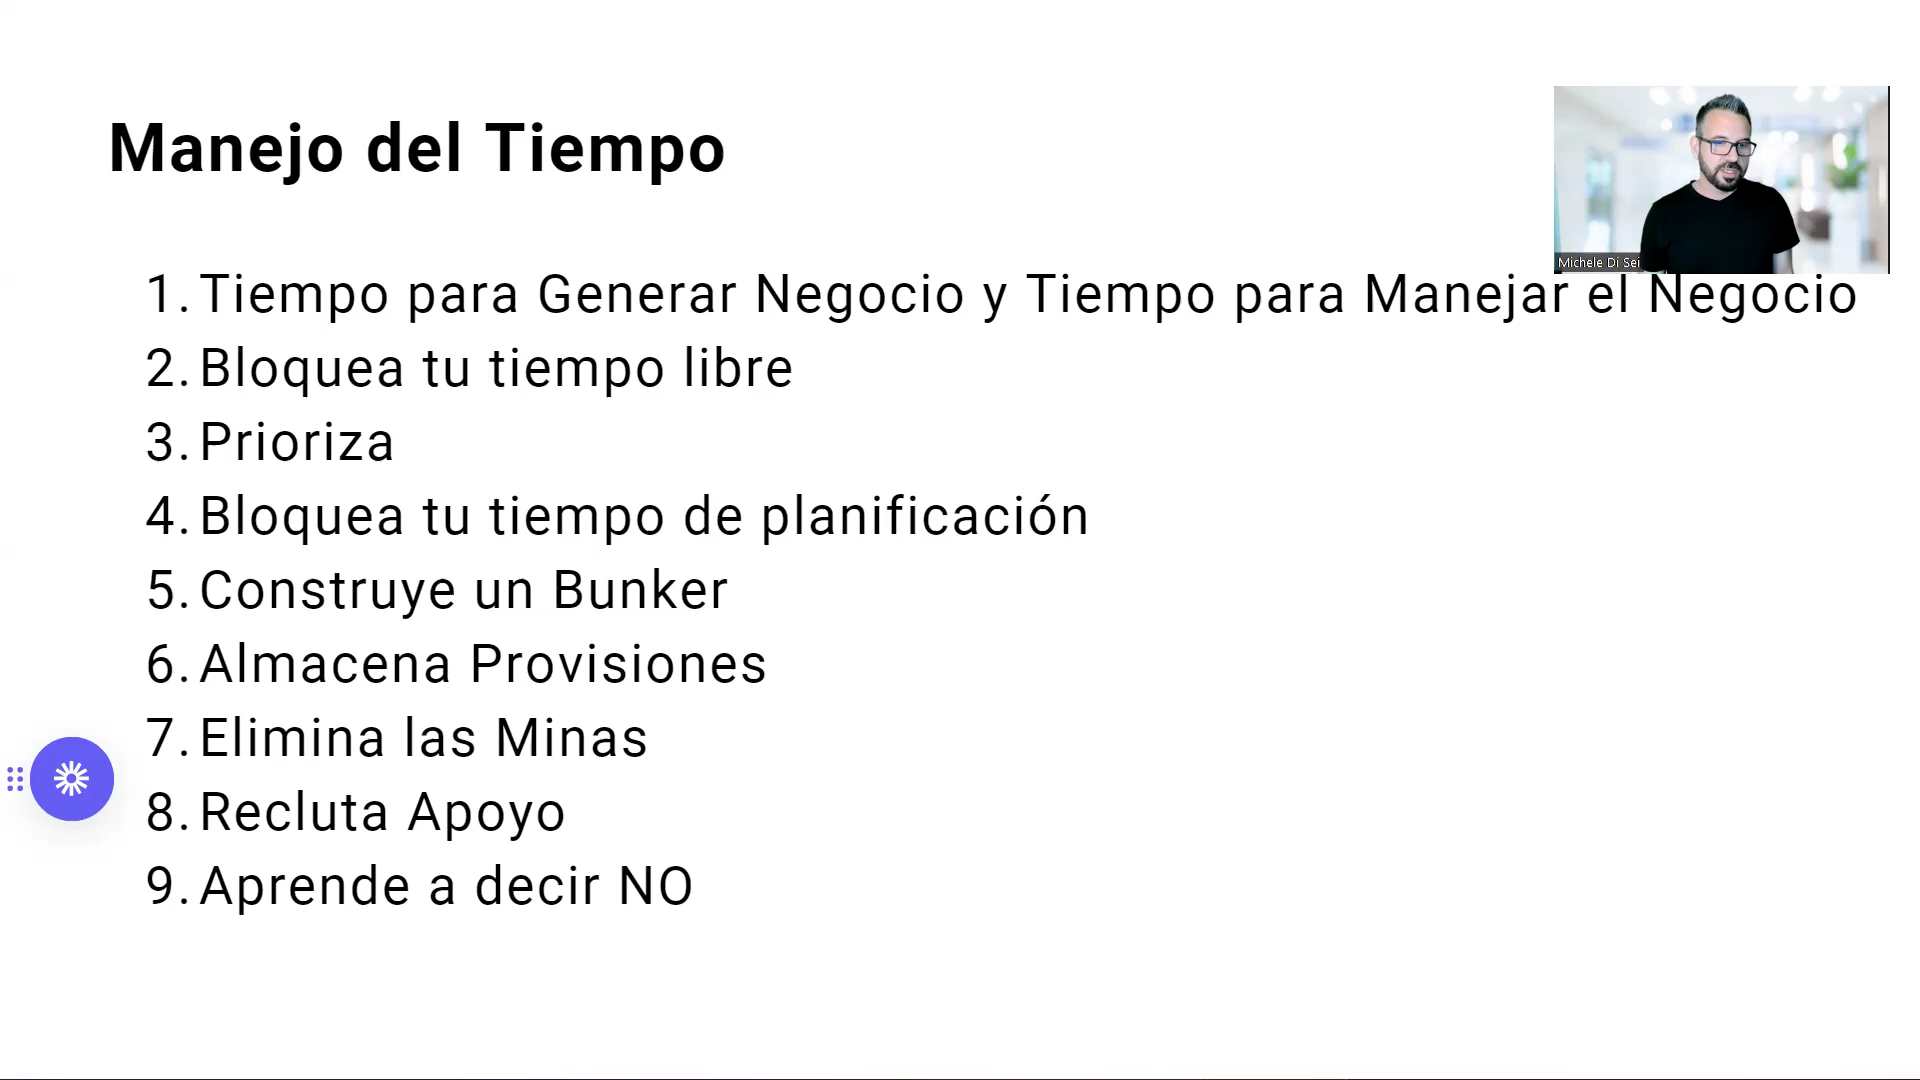 Manejo del Tiempo
Michele Di Sei
1. Tiempo para Generar Negocio y Tiempo para Manejar el Negocio
2. Bloquea tu tiempo libre
3. Prioriza
4. Bloquea tu tiempo de planificación
5. Construye un Bunker
6. Almacena Provisiones
7. Elimina las Minas
8. Recluta Apoyo
9. Aprende a decir NO